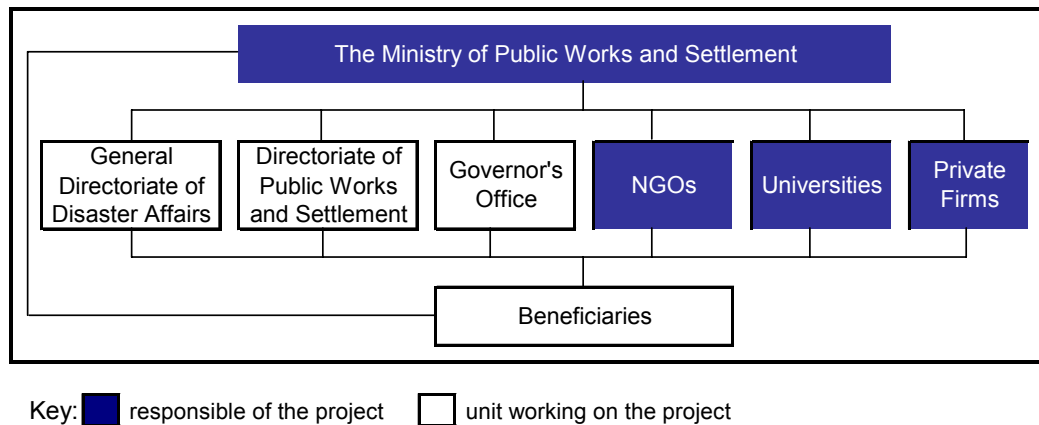 The Ministry of Public Works and Settlement
General
Directoriate of
Disaster Affairs
Directoriate of
Public Works
and Settlement
Governor's
Office
NGOs
Universities
Private
Firms
Beneficiaries
Key: responsible of the project unit working on the project